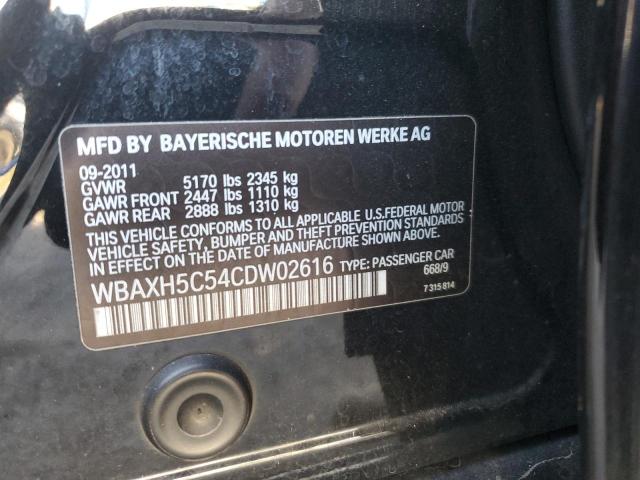 MFD BY BAYERISCHE MOTOREN WERKE AG
09-2011
GVWR 5170 lbs 2345 kg
GAWR FRONT 2447 lbs 1110 kg
GAWR REAR 2888 lbs 1310 kg
THIS VEHICLE CONFORMS TO ALL APPLICABLE U.S.FEDERAL MOTOR
VEHICLE SAFETY, BUMPER AND THEFT PREVENTION STANDARDS
IN EFFECT ON THE DATE OF MANUFACTURE SHOWN ABOVE.
WBAXH5C54CDW02616 TYPE: PASSENGER CAR
668/9
7 315 814